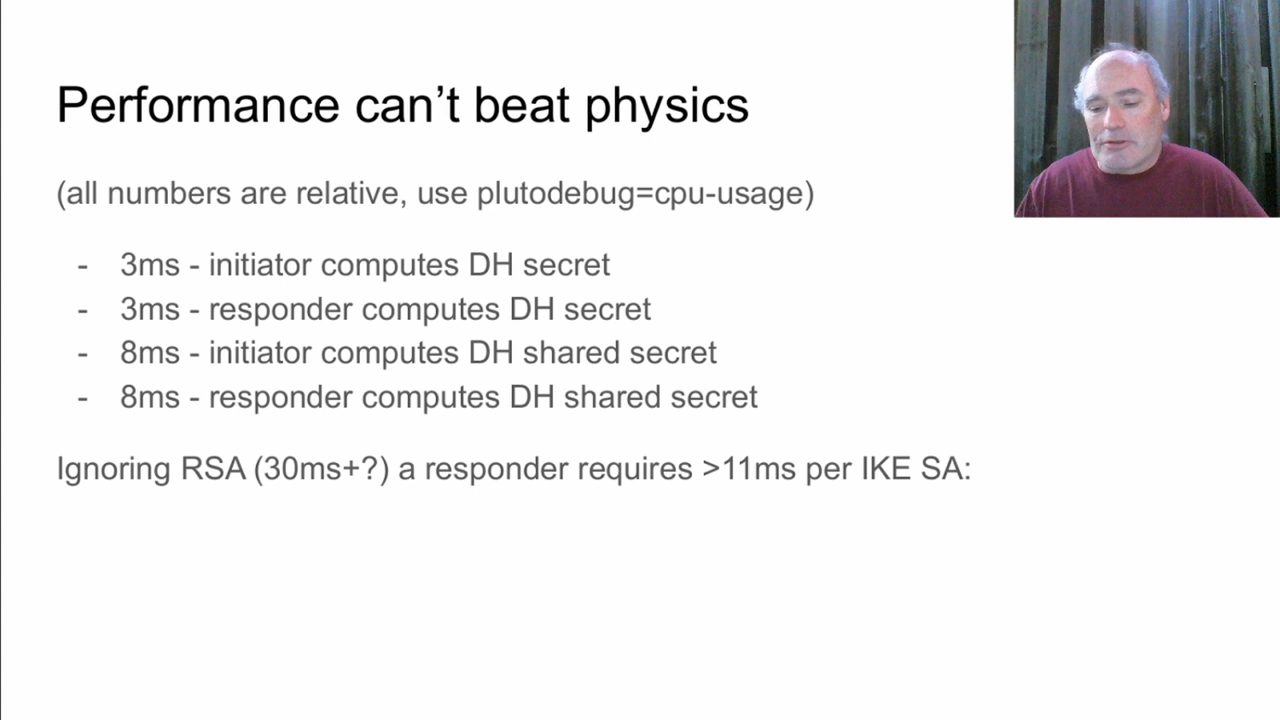 Performance can’t beat physics
(all numbers are relative, use plutodebug=cpu-usage)
- 3ms - initiator computes DH secret
- 3ms - responder computes DH secret
- 8ms - initiator computes DH shared secret
- 8ms - responder computes DH shared secret
Ignoring RSA (30ms+?) a responder requires >11ms per IKE SA: